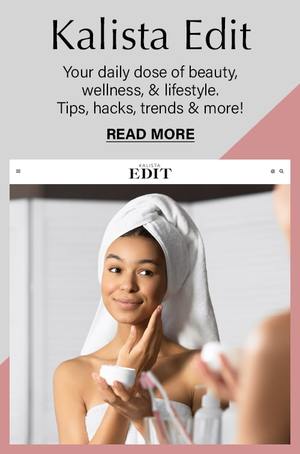 Kalista Edit
Your daily dose of beauty,
wellness, & lifestyle.
Tips, hacks, trends & more!
READ MORE
KALISTA
EDIT